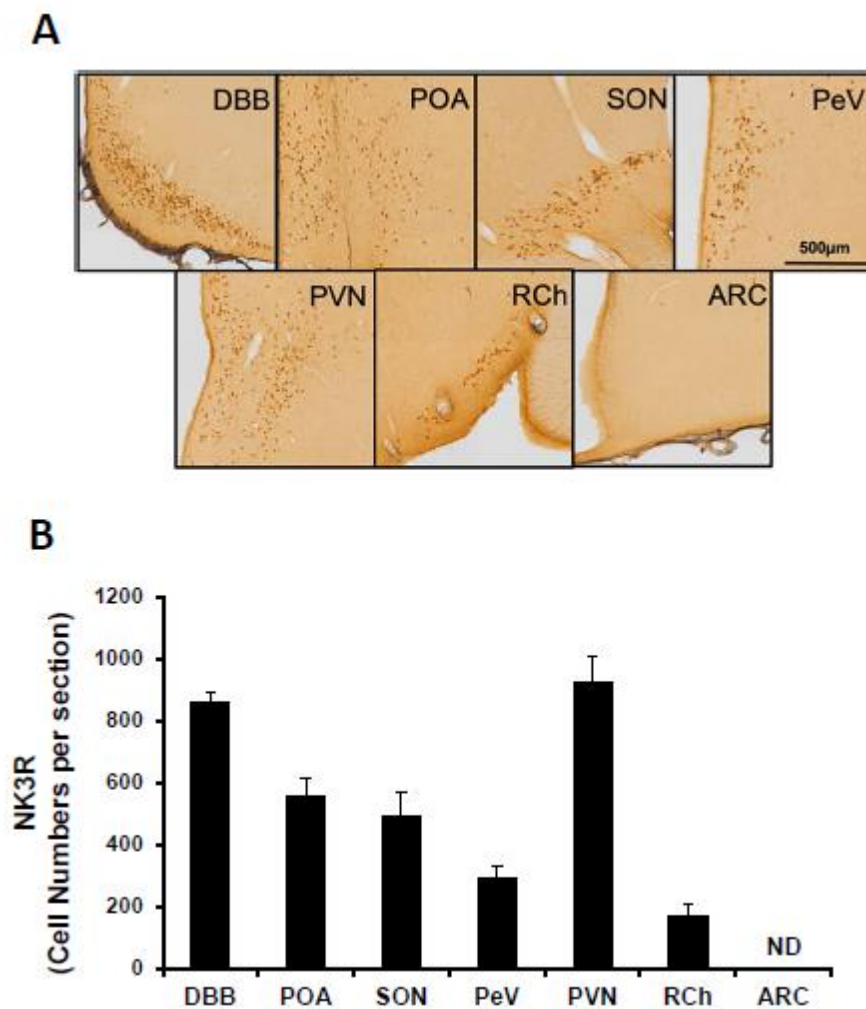 A
DBB POA SON PeV
500μm
PVN RCh ARC
B
NK3R
(Cell Numbers per section)
1200
1000
800
600
400
200
0
ND
DBB POA SON PeV PVN RCh ARC